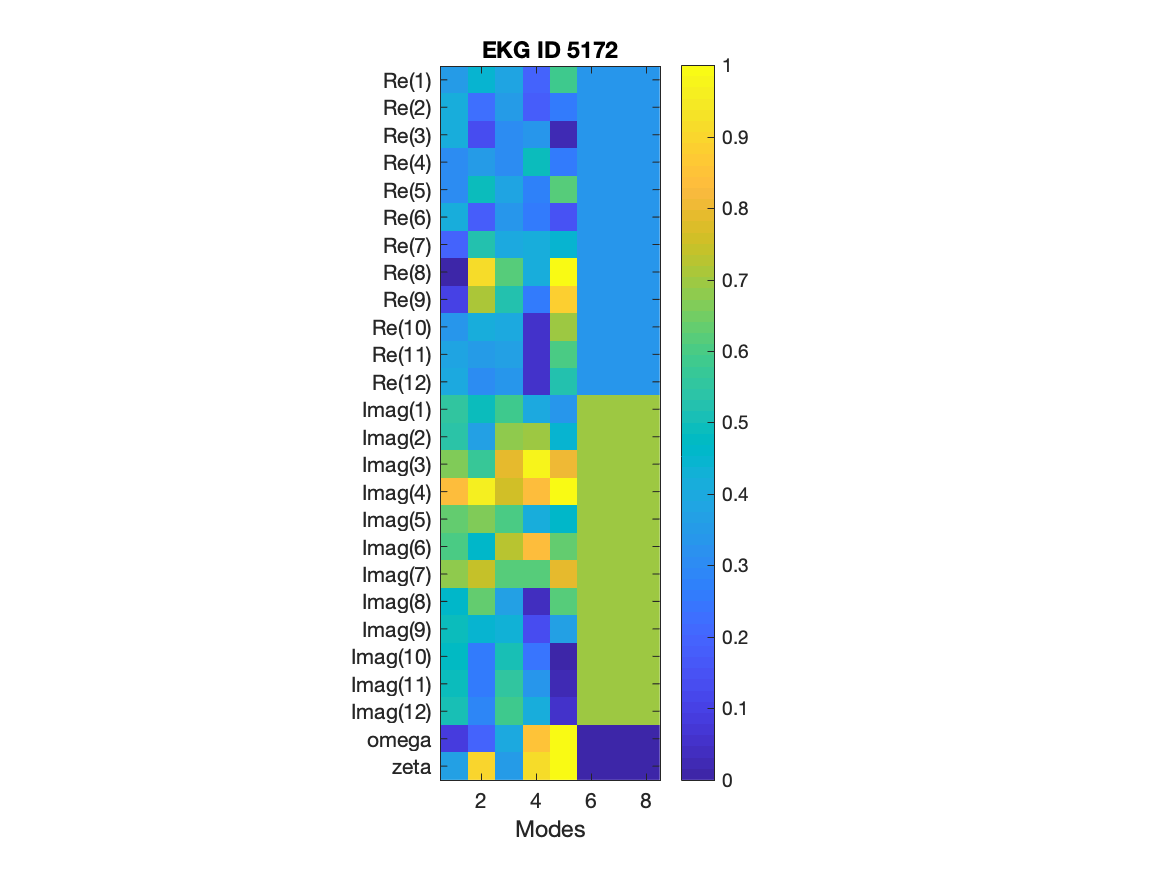 EKG ID 5172
Re(1)
Re(2)
Re(3)
Re(4)
Re(5)
Re(6)
Re(7)
Re(8)
Re(9)
Re(10)
Re(11)
Re(12)
Imag(1)
Imag(2)
Imag(3)
Imag(4)
Imag(5)
Imag(6)
Imag(7)
Imag(8)
Imag(9)
Imag(10)
Imag(11)
Imag(12)
omega
zeta
2 4 6 8
Modes
1
0.9
0.8
0.7
0.6
0.5
0.4
0.3
0.2
0.1
0